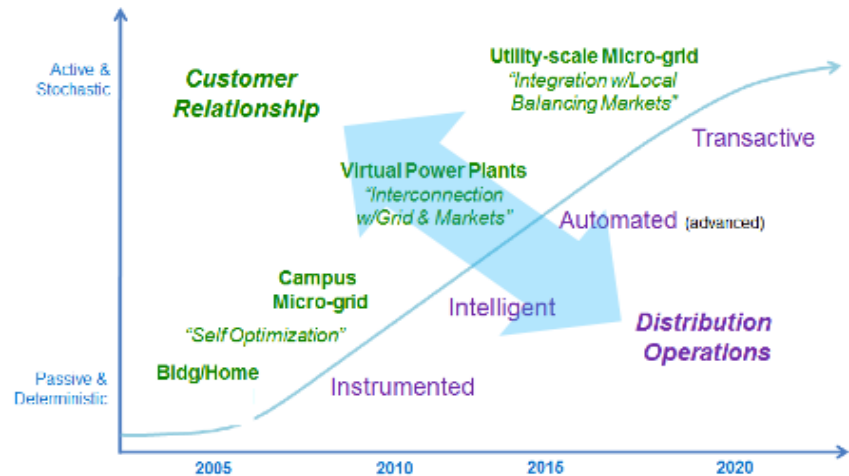 Active &
Stochastic
Customer
Relationship
Utility-scale Micro-grid
"Integration w/Local
Balancing Markets"
Transactive
Virtual Power Plants
"Interconnection
w/Grid & Markets"
Automated (advanced)
Campus
Micro-grid
Intelligent
"Self Optimization"
Distribution
Operations
Bldg/Home
Instrumented
Passive &
Deterministic
2005
2010
2015
2020